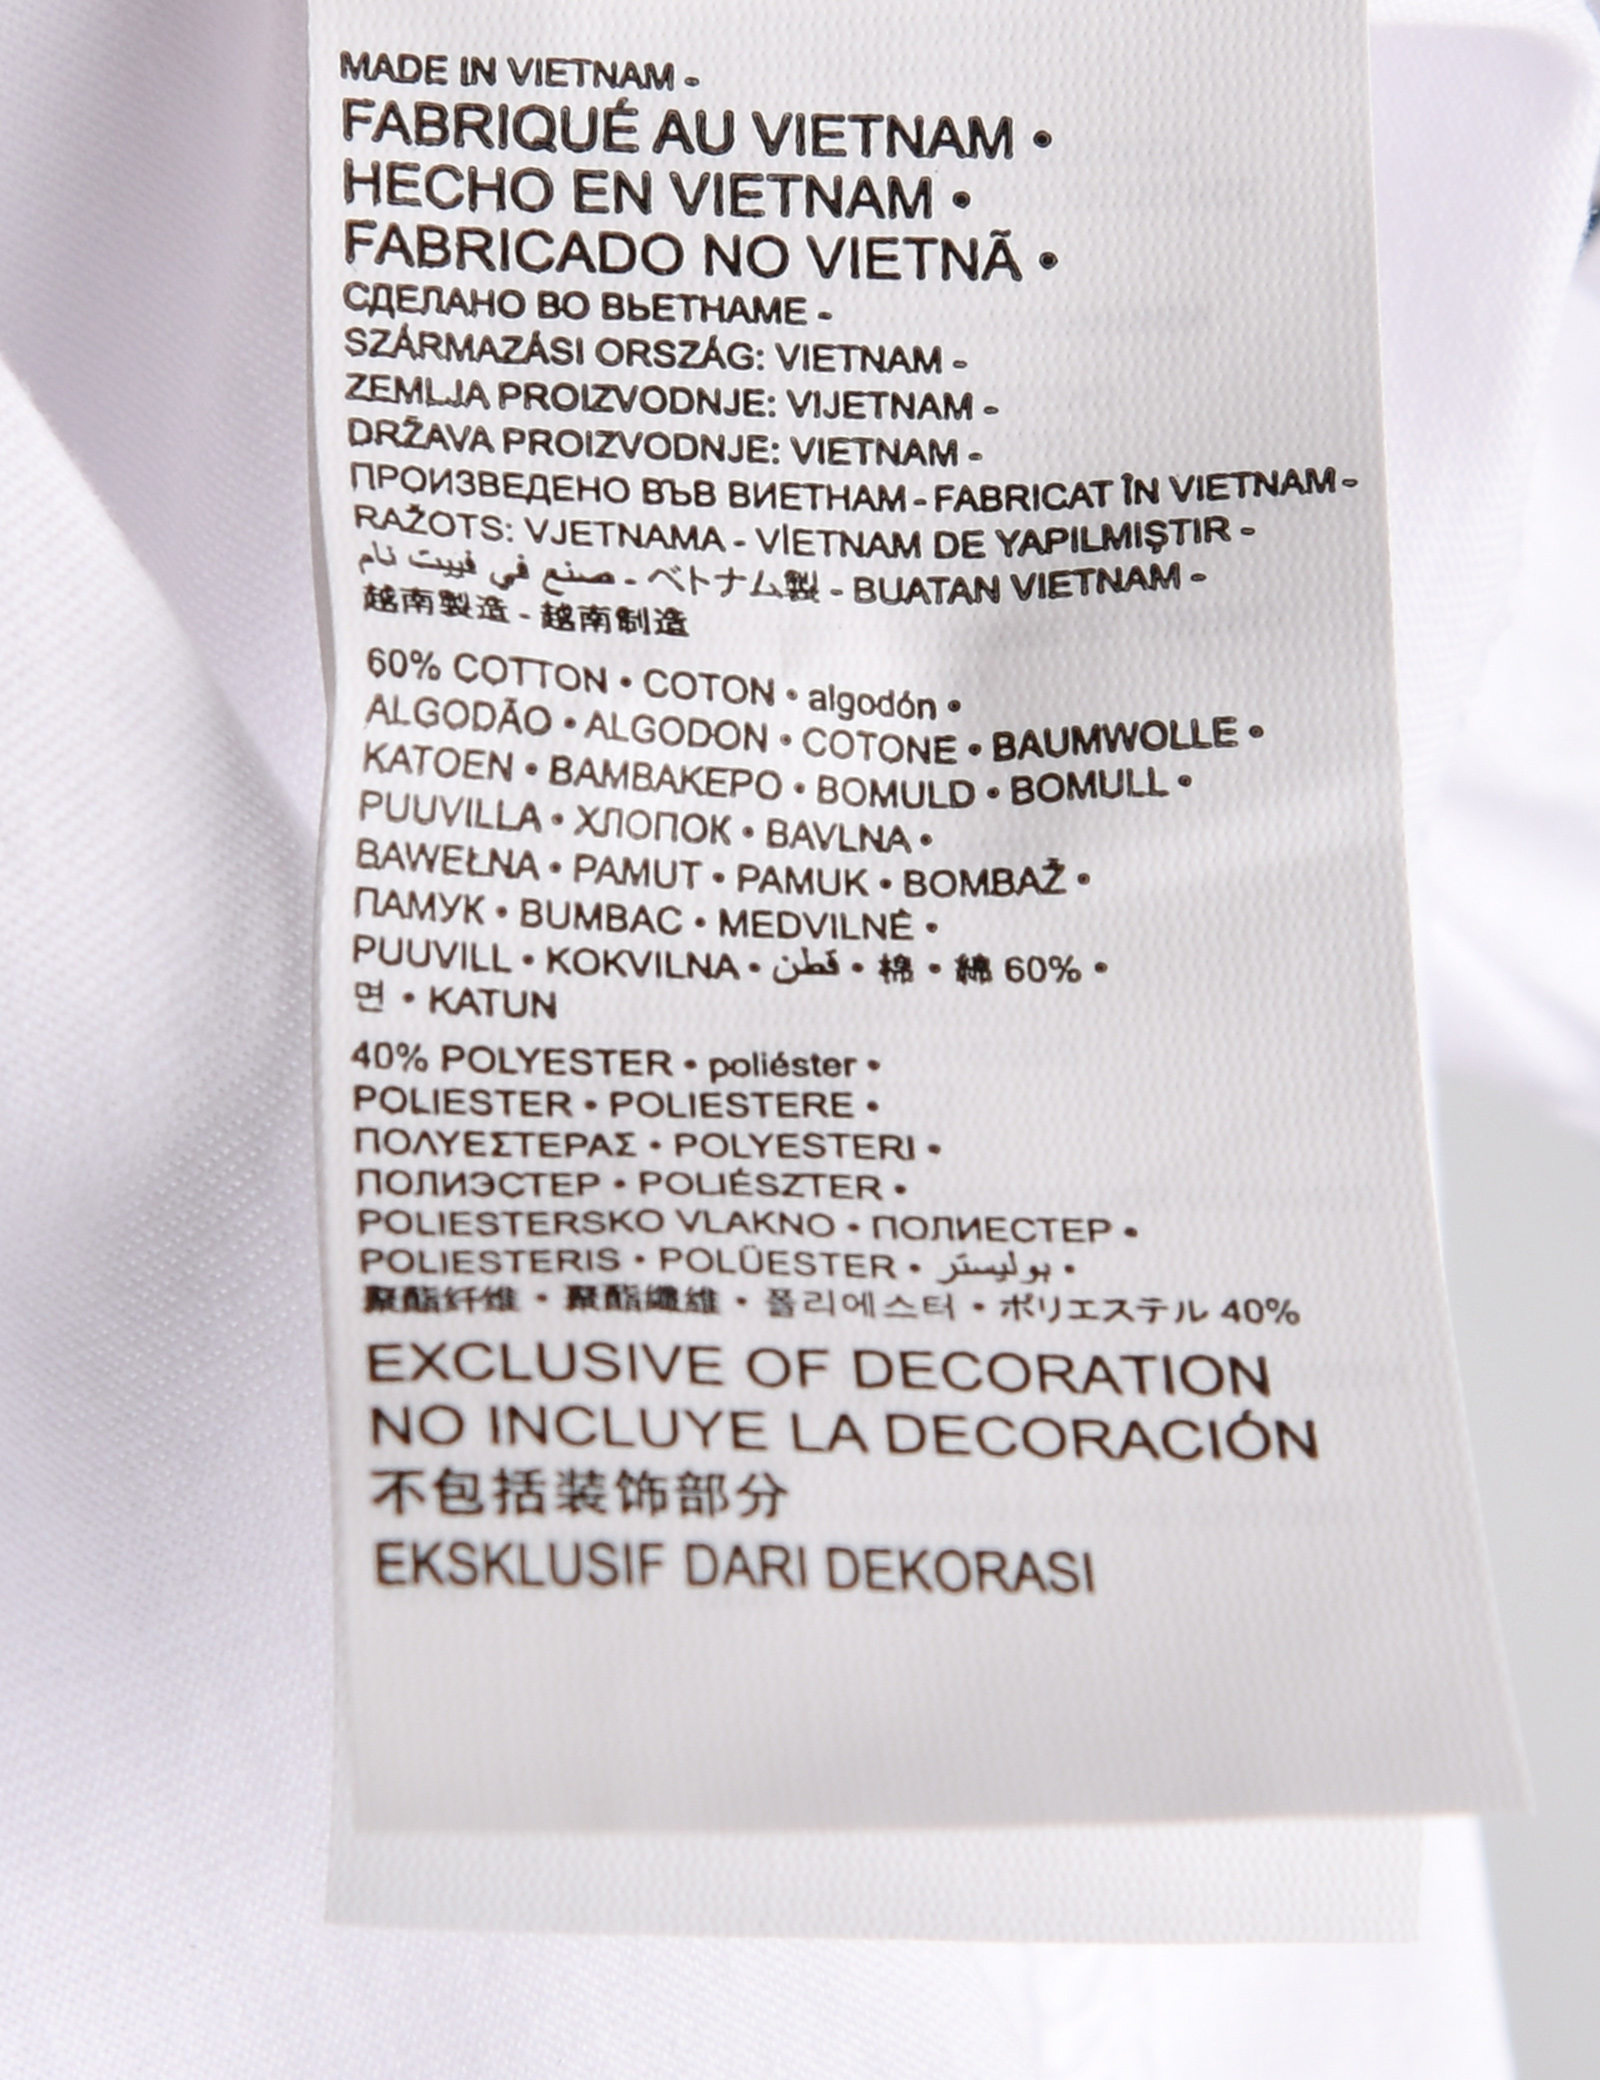 MADE IN VIETNAM -
FABRIQUÉ AU VIETNAM •
HECHO EN VIETNAM •
FABRICADO NO VIETNÃ •
СДЕЛАНО ВО ВЬЕТНАМЕ -
SZÁRMAZÁSI ORSZÁG: VIETNAM -
ZEMLJA PROIZVODNJE: VIJETNAM -
DRŽAVA PROIZVODNJE: VIETNAM -
ПРОИЗВЕДЕНО ВЪВ ВИЕТНАМ - FABRICAT ÎN VIETNAM -
RAŽOTS: VJETNAMA - VİETNAM DE YAPILMIŞTIR -
صنع في فييت نام - ベトナム製 - BUATAN VIETNAM -
越南製造 - 越南制造
60% COTTON • COTON • algodón •
ALGODÃO • ALGODON • COTONE • BAUMWOLLE •
KATOEN • BAMBAKEPO • BOMULD • BOMULL •
PUUVILLA • ХЛОПОК • BAVLNA •
BAWEŁNA • PAMUT • PAMUK • BOMBAŽ •
ПАМУК • BUMBAC • MEDVILNĖ •
PUUVILL • KOKVILNA • قطن • 棉 • 綿 60% •
면 • KATUN
40% POLYESTER • poliéster •
POLIESTER • POLIESTERE •
ΠΟΛΥΕΣΤΕΡΑΣ • POLYESTERI •
ПОЛИЭСТЕР • POLIÉSZTER •
POLIESTERSKO VLAKNO • ПОЛИЕСТЕР •
POLIESTERIS • POLÜESTER • بوليستر •
聚酯纤维 • 聚酯纖維 • 폴리에스터 • ポリエステル 40%
EXCLUSIVE OF DECORATION
NO INCLUYE LA DECORACIÓN
不包括装饰部分
EKSKLUSIF DARI DEKORASI